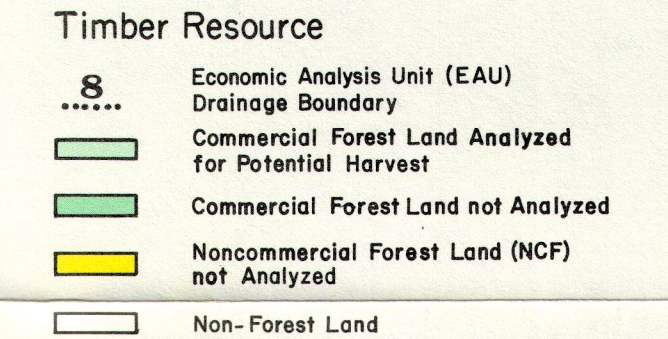 Timber Resource
8
Economic Analysis Unit (EAU)
Drainage Boundary
Commercial Forest Land Analyzed
for Potential Harvest
Commercial Forest Land not Analyzed
Noncommercial Forest Land (NCF)
not Analyzed
Non-Forest Land